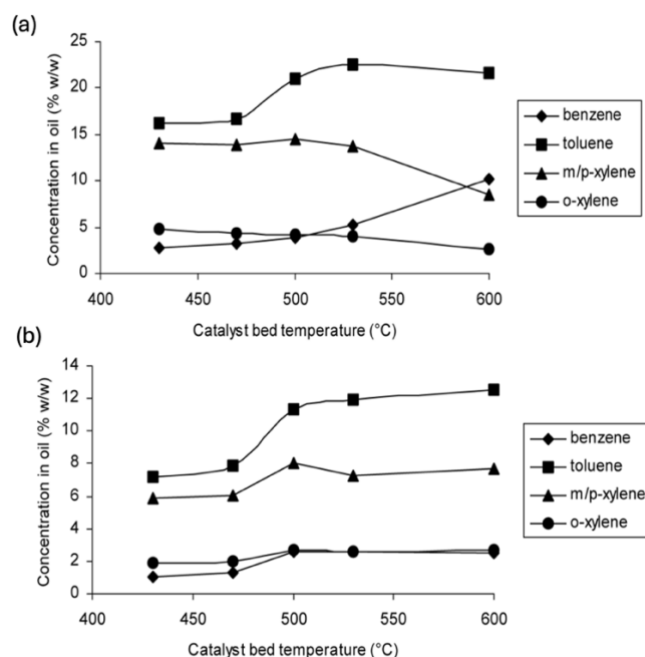 (a)
Concentration in oil (% w/w)
25
20
15
10
5
0
400
450
500
550
600
Catalyst bed temperature (°C)
benzene
toluene
m/p-xylene
o-xylene
(b)
Concentration in oil (% w/w)
14
12
10
8
6
4
2
0
400
450
500
550
600
Catalyst bed temperature (°C)
benzene
toluene
m/p-xylene
o-xylene